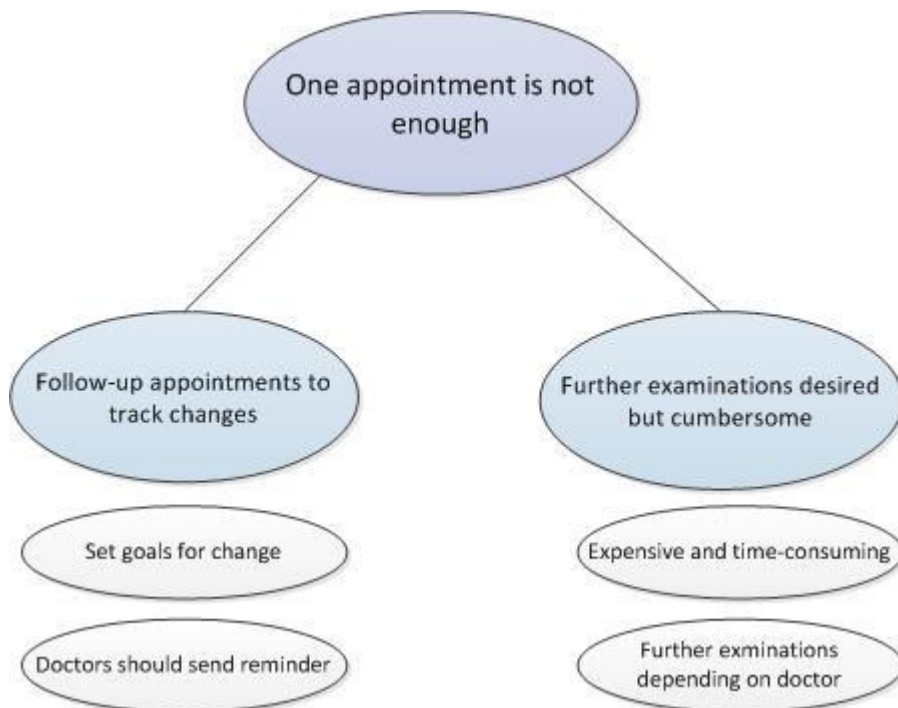 One appointment is not
enough
Follow-up appointments to
track changes
Further examinations desired
but cumbersome
Set goals for change
Expensive and time-consuming
Doctors should send reminder
Further exminations
depending on doctor